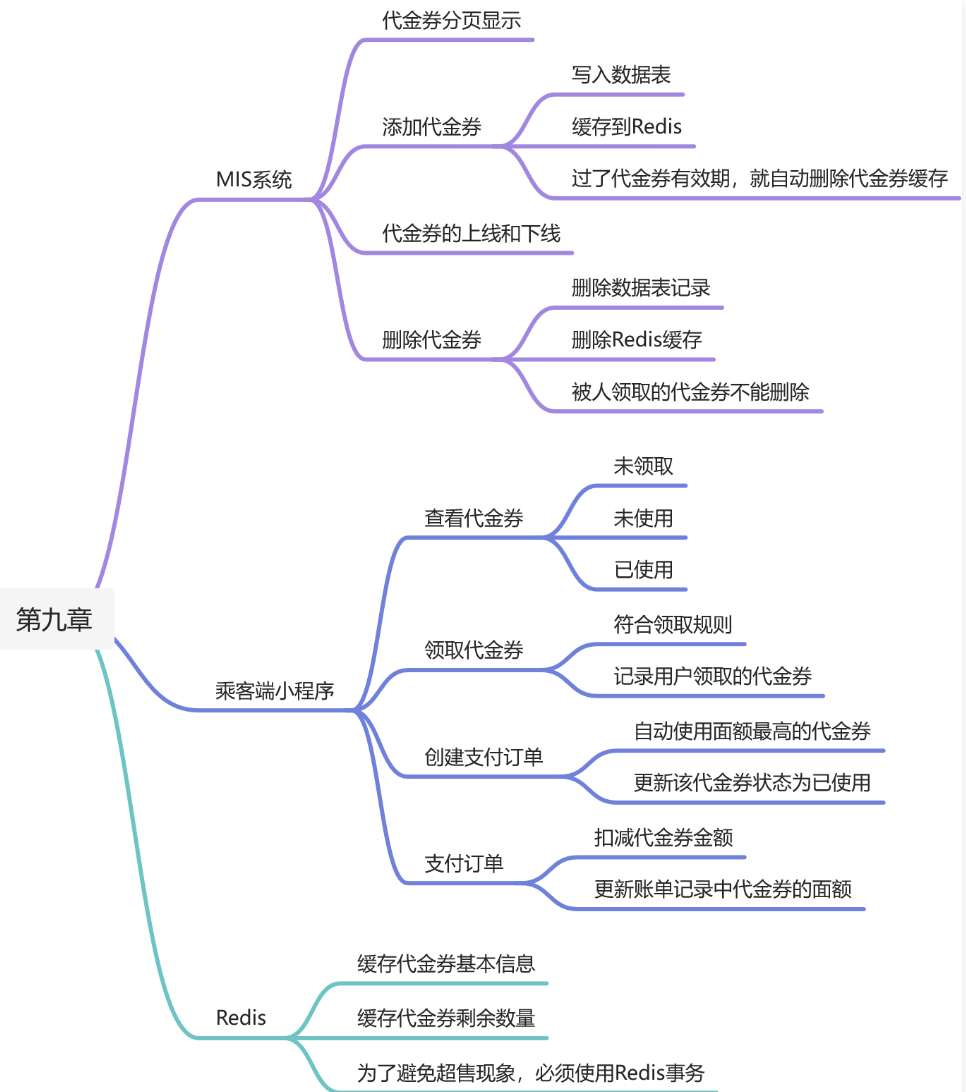 代金券分页显示
写入数据表
添加代金券
缓存到Redis
过了代金券有效期，就自动删除代金券缓存
MIS系统
代金券的上线和下线
删除数据表记录
删除代金券
删除Redis缓存
被人领取的代金券不能删除
未领取
查看代金券
未使用
已使用
第九章
符合领取规则
领取代金券
记录用户领取的代金券
乘客端小程序
自动使用面额最高的代金券
创建支付订单
更新该代金券状态为已使用
扣减代金券金额
支付订单
更新账单记录中代金券的面额
缓存代金券基本信息
Redis
缓存代金券剩余数量
为了避免超售现象，必须使用Redis事务